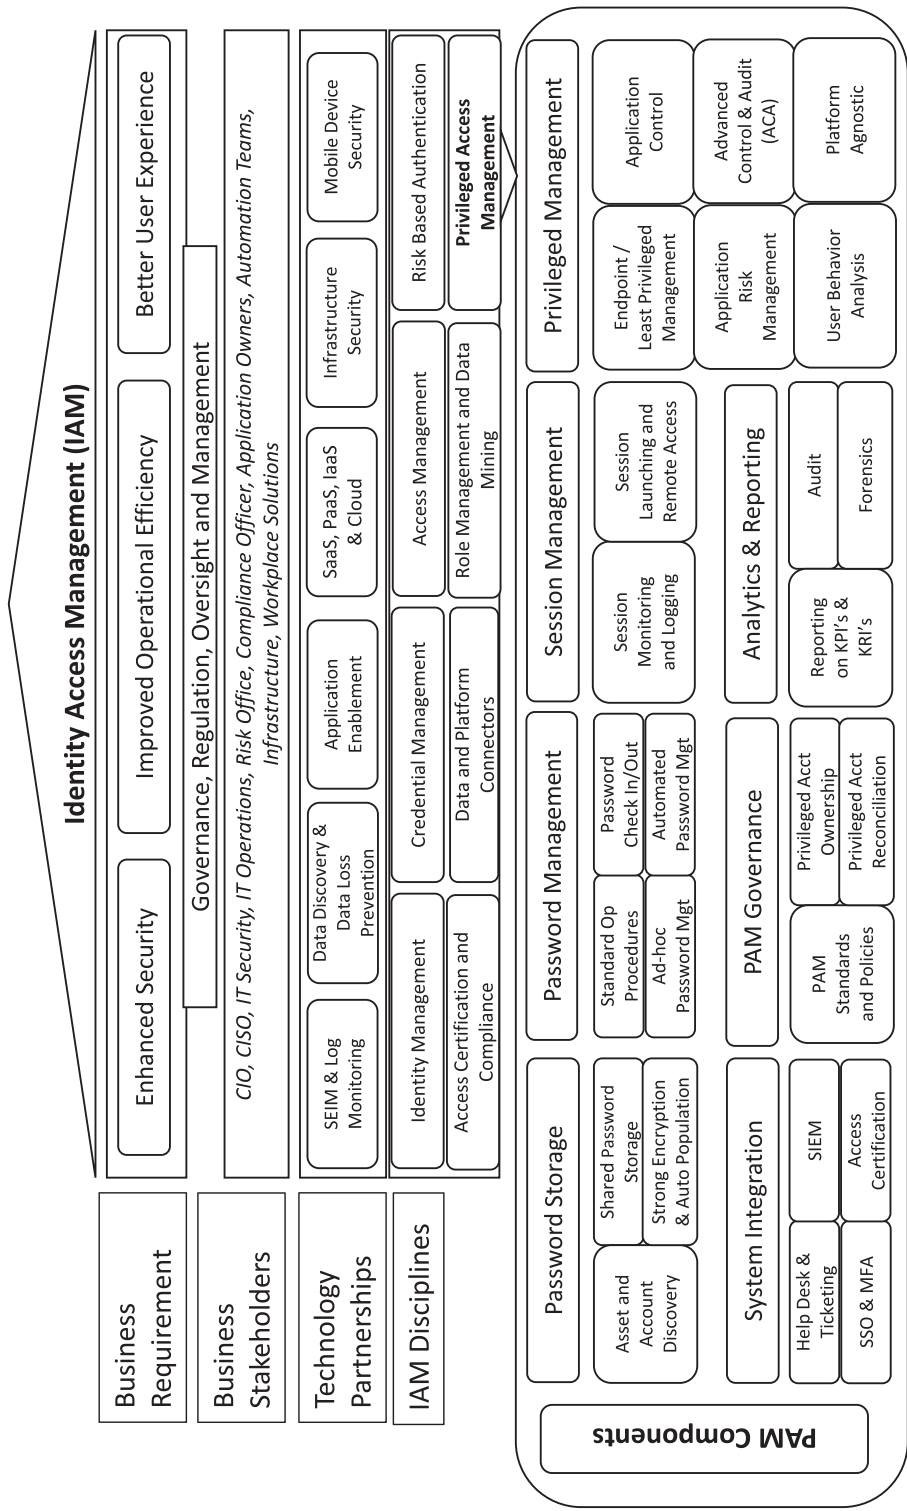 Identity Access Management (IAM)
Business
Requirement
Enhanced Security
Improved Operational Efficiency
Better User Experience
Governance, Regulation, Oversight and Management
Business
Stakeholders
CIO, CISO, IT Security, IT Operations, Risk Office, Compliance Officer, Application Owners, Automation Teams,
Infrastructure, Workplace Solutions
Technology
Partnerships
SEIM & Log
Monitoring
Data Discovery &
Data Loss
Prevention
Application
Enablement
SaaS, PaaS, IaaS
& Cloud
Infrastructure
Security
Mobile Device
Security
IAM Disciplines
Identity Management
Credential Management
Access Management
Risk Based Authentication
Access Certification and
Compliance
Data and Platform
Connectors
Role Management and Data
Mining
Privileged Access
Management
PAM Components
Password Storage
Asset and
Account
Discovery
Shared Password
Storage
Strong Encryption
& Auto Population
Password Management
Standard Op
Procedures
Password
Check In/Out
Ad-hoc
Password Mgt
Automated
Password Mgt
Session Management
Session
Monitoring
and Logging
Session
Launching and
Remote Access
Privileged Management
Endpoint /
Least Privileged
Management
Application
Control
Application
Risk
Management
Advanced
Control & Audit
(ACA)
User Behavior
Analysis
Platform
Agnostic
System Integration
Help Desk &
Ticketing
SIEM
SSO & MFA
Access
Certification
PAM Governance
PAM
Standards
and Policies
Privileged Acct
Ownership
Privileged Acct
Reconciliation
Analytics & Reporting
Reporting
on KPI's &
KRI's
Audit
Forensics